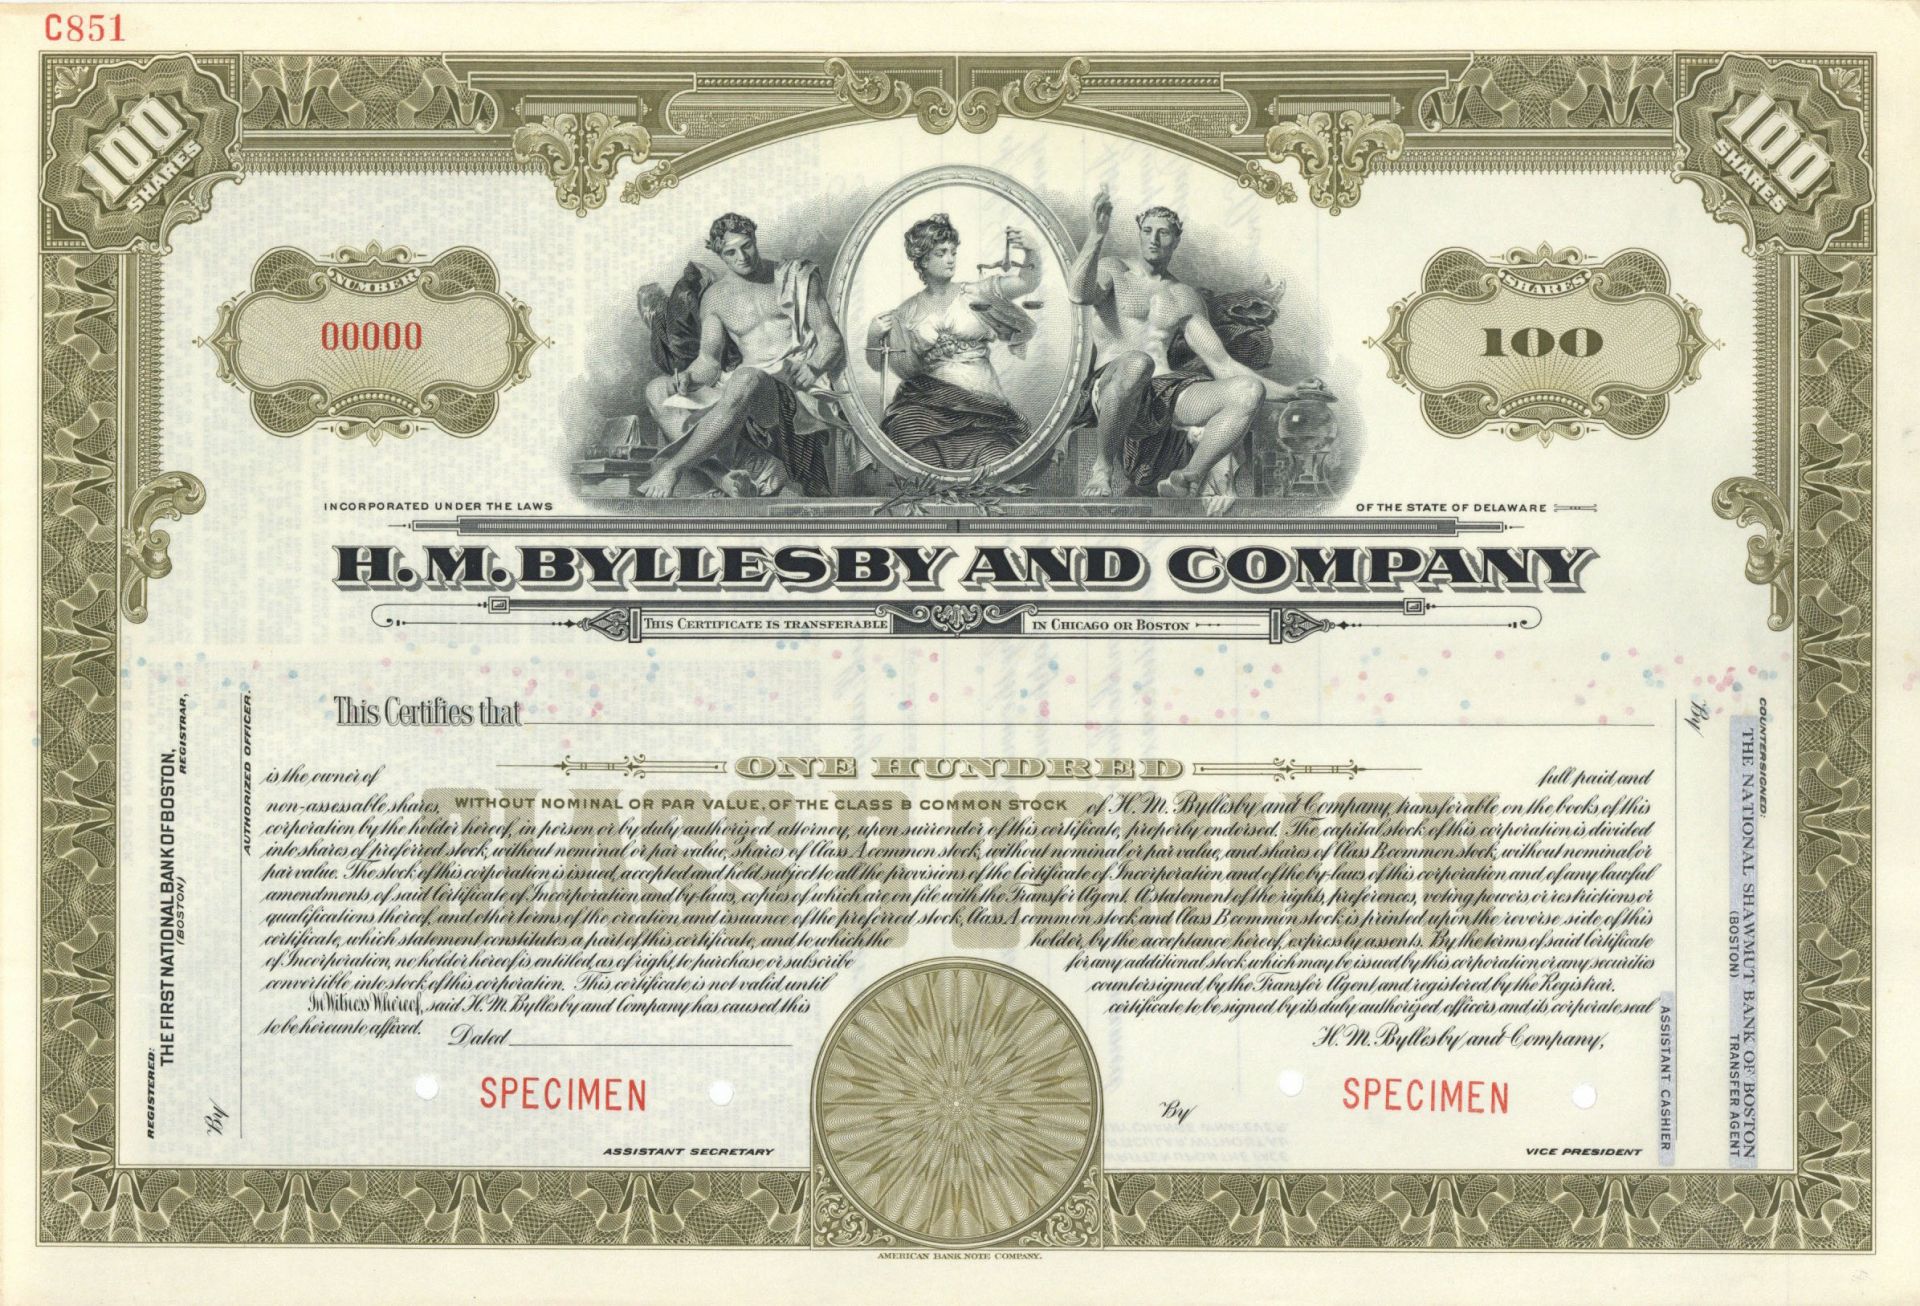 C851
100
SHARES
100
SHARES
NUMBER
00000
SHARES
100
INCORPORATED UNDER THE LAWS
OF THE STATE OF DELAWARE
H.M. BYLLESBY AND COMPANY
THIS CERTIFICATE IS TRANSFERABLE
IN CHICAGO OR BOSTON
This Certifies that
is the owner of ONE HUNDRED full paid and
non-assessable shares, WITHOUT NOMINAL OR PAR VALUE, OF THE CLASS B COMMON STOCK of H. M. Byllesby and Company, transferable on the books of this
corporation by the holder hereof, in person or by duly authorized attorney, upon surrender of this certificate, properly endorsed. The capital stock of this corporation is divided
into shares of preferred stock, without nominal or par value, shares of Class A common stock, without nominal or par value, and shares of Class B common stock, without nominal or
par value. The stock of this corporation is issued, accepted and held subject to all the provisions of the Certificate of Incorporation and of the by-laws of this corporation and of any lawful
amendments of said Certificate of Incorporation and by-laws, copies of which are on file with the Transfer Agent. A statement of the rights, preferences, voting powers or restrictions or
qualifications thereof, and other terms of the creation and issuance of the preferred stock, Class A common stock and Class B common stock is printed upon the reverse side of this
certificate, which statement constitutes a part of this certificate, and to which the holder, by the acceptance hereof, expressly assents. By the terms of said Certificate
of Incorporation, no holder hereof is entitled, as of right, to purchase or subscribe for any additional stock which may be issued by this corporation or any securities
convertible into stock of this corporation. This certificate is not valid until countersigned by the Transfer Agent and registered by the Registrar.
In Witness Whereof, said H. M. Byllesby and Company has caused this certificate to be signed by its duly authorized officers, and its corporate seal
to be hereunto affixed. Dated
H. M. Byllesby and Company,
SPECIMEN
By
SPECIMEN
ASSISTANT SECRETARY
VICE PRESIDENT
REGISTERED:
THE FIRST NATIONAL BANK OF BOSTON,
(BOSTON)
REGISTRAR,
By
AUTHORIZED OFFICER.
COUNTERSIGNED:
THE NATIONAL SHAWMUT BANK OF BOSTON
(BOSTON) TRANSFER AGENT
By
ASSISTANT CASHIER
AMERICAN BANK NOTE COMPANY.